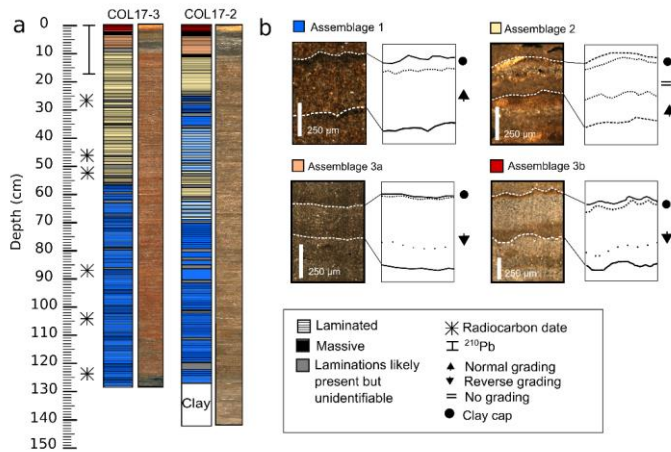 a
COL17-3 COL17-2
0
10
20
30
40
50
60
70
80
90
100
110
120
130
140
150
Depth (cm)
Clay
b
Assemblage 1
250 µm
Assemblage 2
250 µm
Assemblage 3a
250 µm
Assemblage 3b
250 µm
Laminated
Massive
Laminations likely
present but
unidentifiable
Radiocarbon date
²¹⁰Pb
Normal grading
Reverse grading
No grading
Clay cap